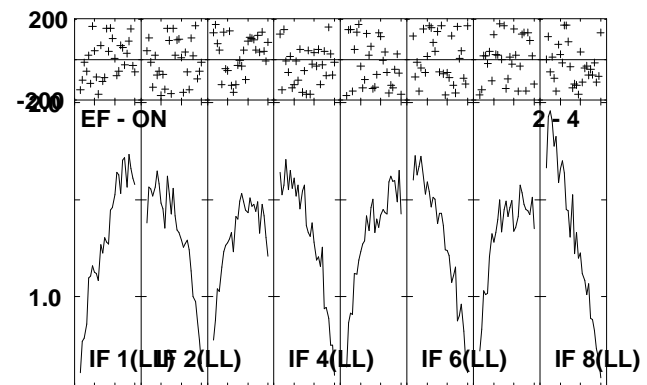 200
-200
2.0
EF - ON 2 - 4
1.0
IF 1(LL) IF 2(LL) IF 4(LL) IF 6(LL) IF 8(LL)